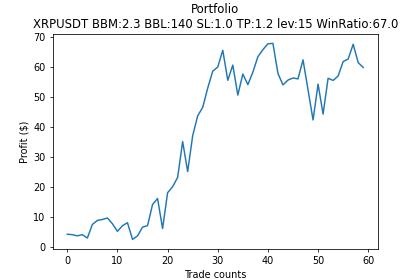 Portfolio
XRPUSDT BBM:2.3 BBL:140 SL:1.0 TP:1.2 lev:15 WinRatio:67.0
70
60
50
40
30
20
10
0
Profit ($)
0 10 20 30 40 50 60
Trade counts